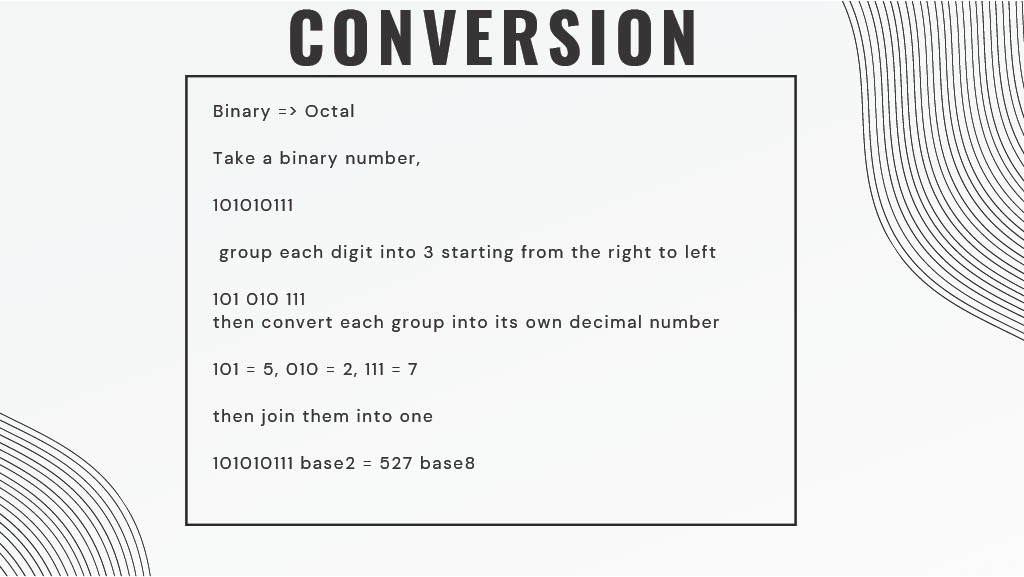 CONVERSION
Binary => Octal
Take a binary number,
101010111
group each digit into 3 starting from the right to left
101 010 111
then convert each group into its own decimal number
101 = 5, 010 = 2, 111 = 7
then join them into one
101010111 base2 = 527 base8